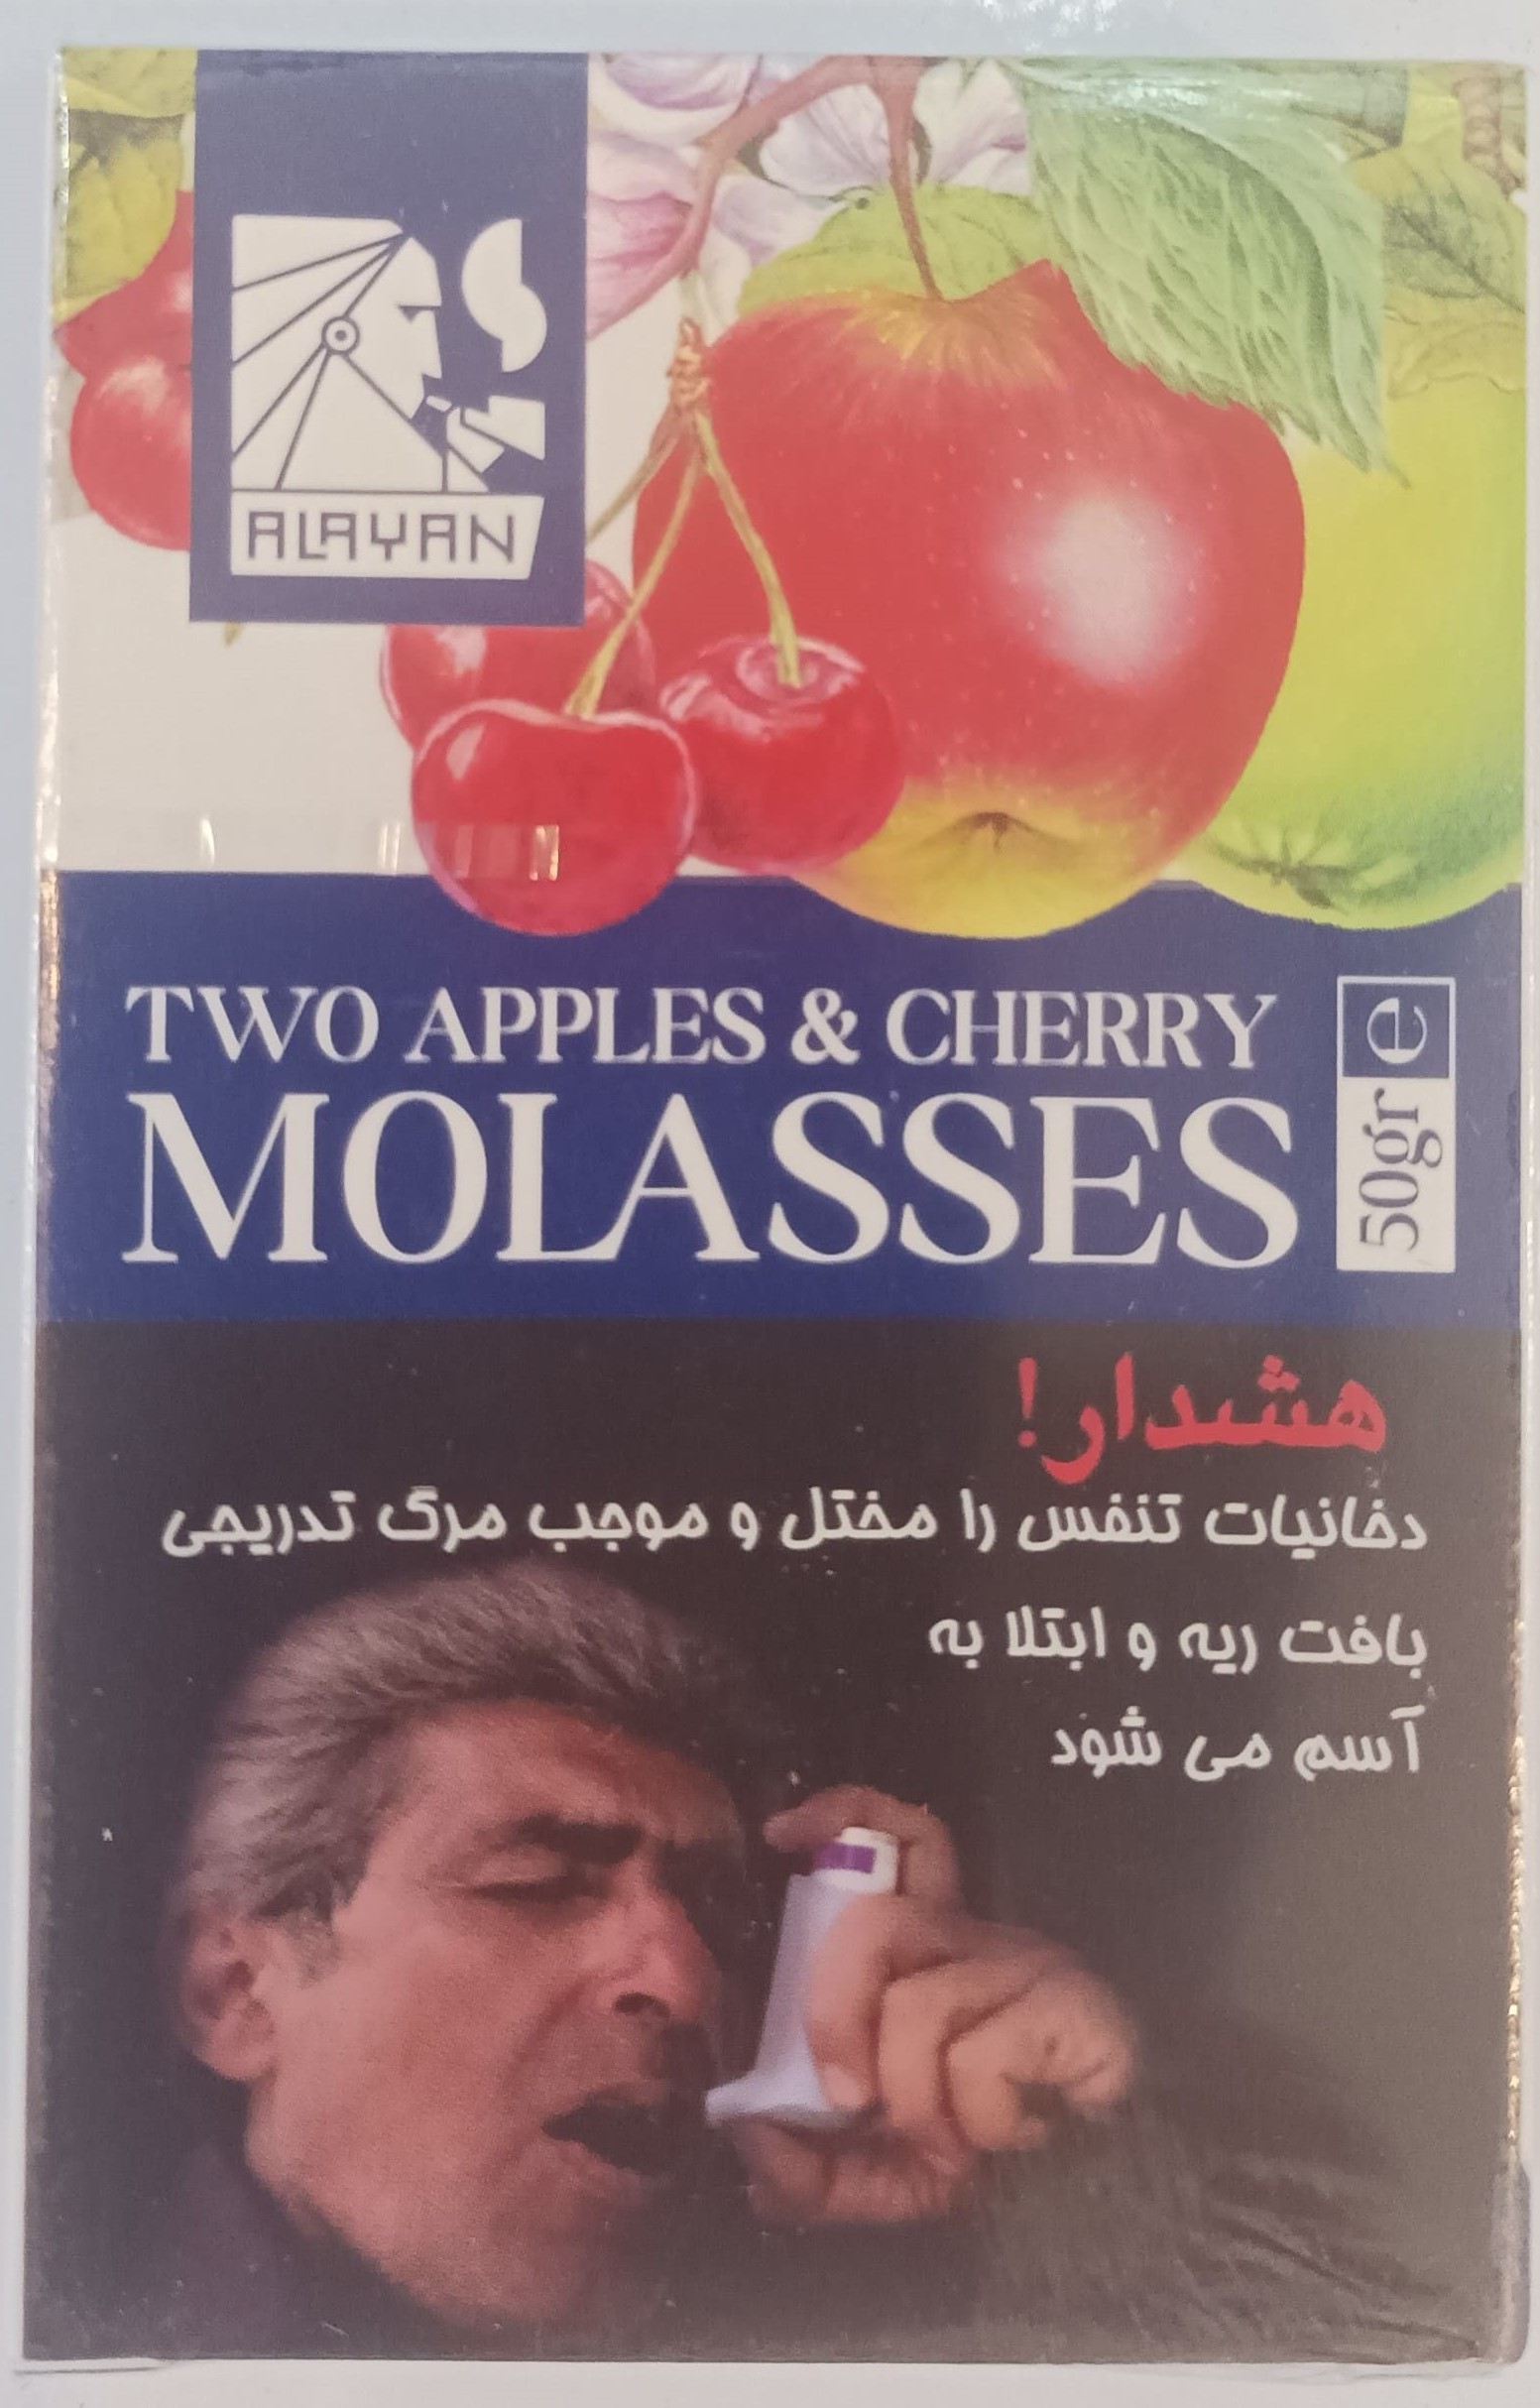 ALAYAN
TWO APPLES & CHERRY
MOLASSES
50gr e
هشدار!
دخانیات تنفس را مختل و موجب مرگ تدریجی
بافت ریه و ابتلا به
آسم می شود